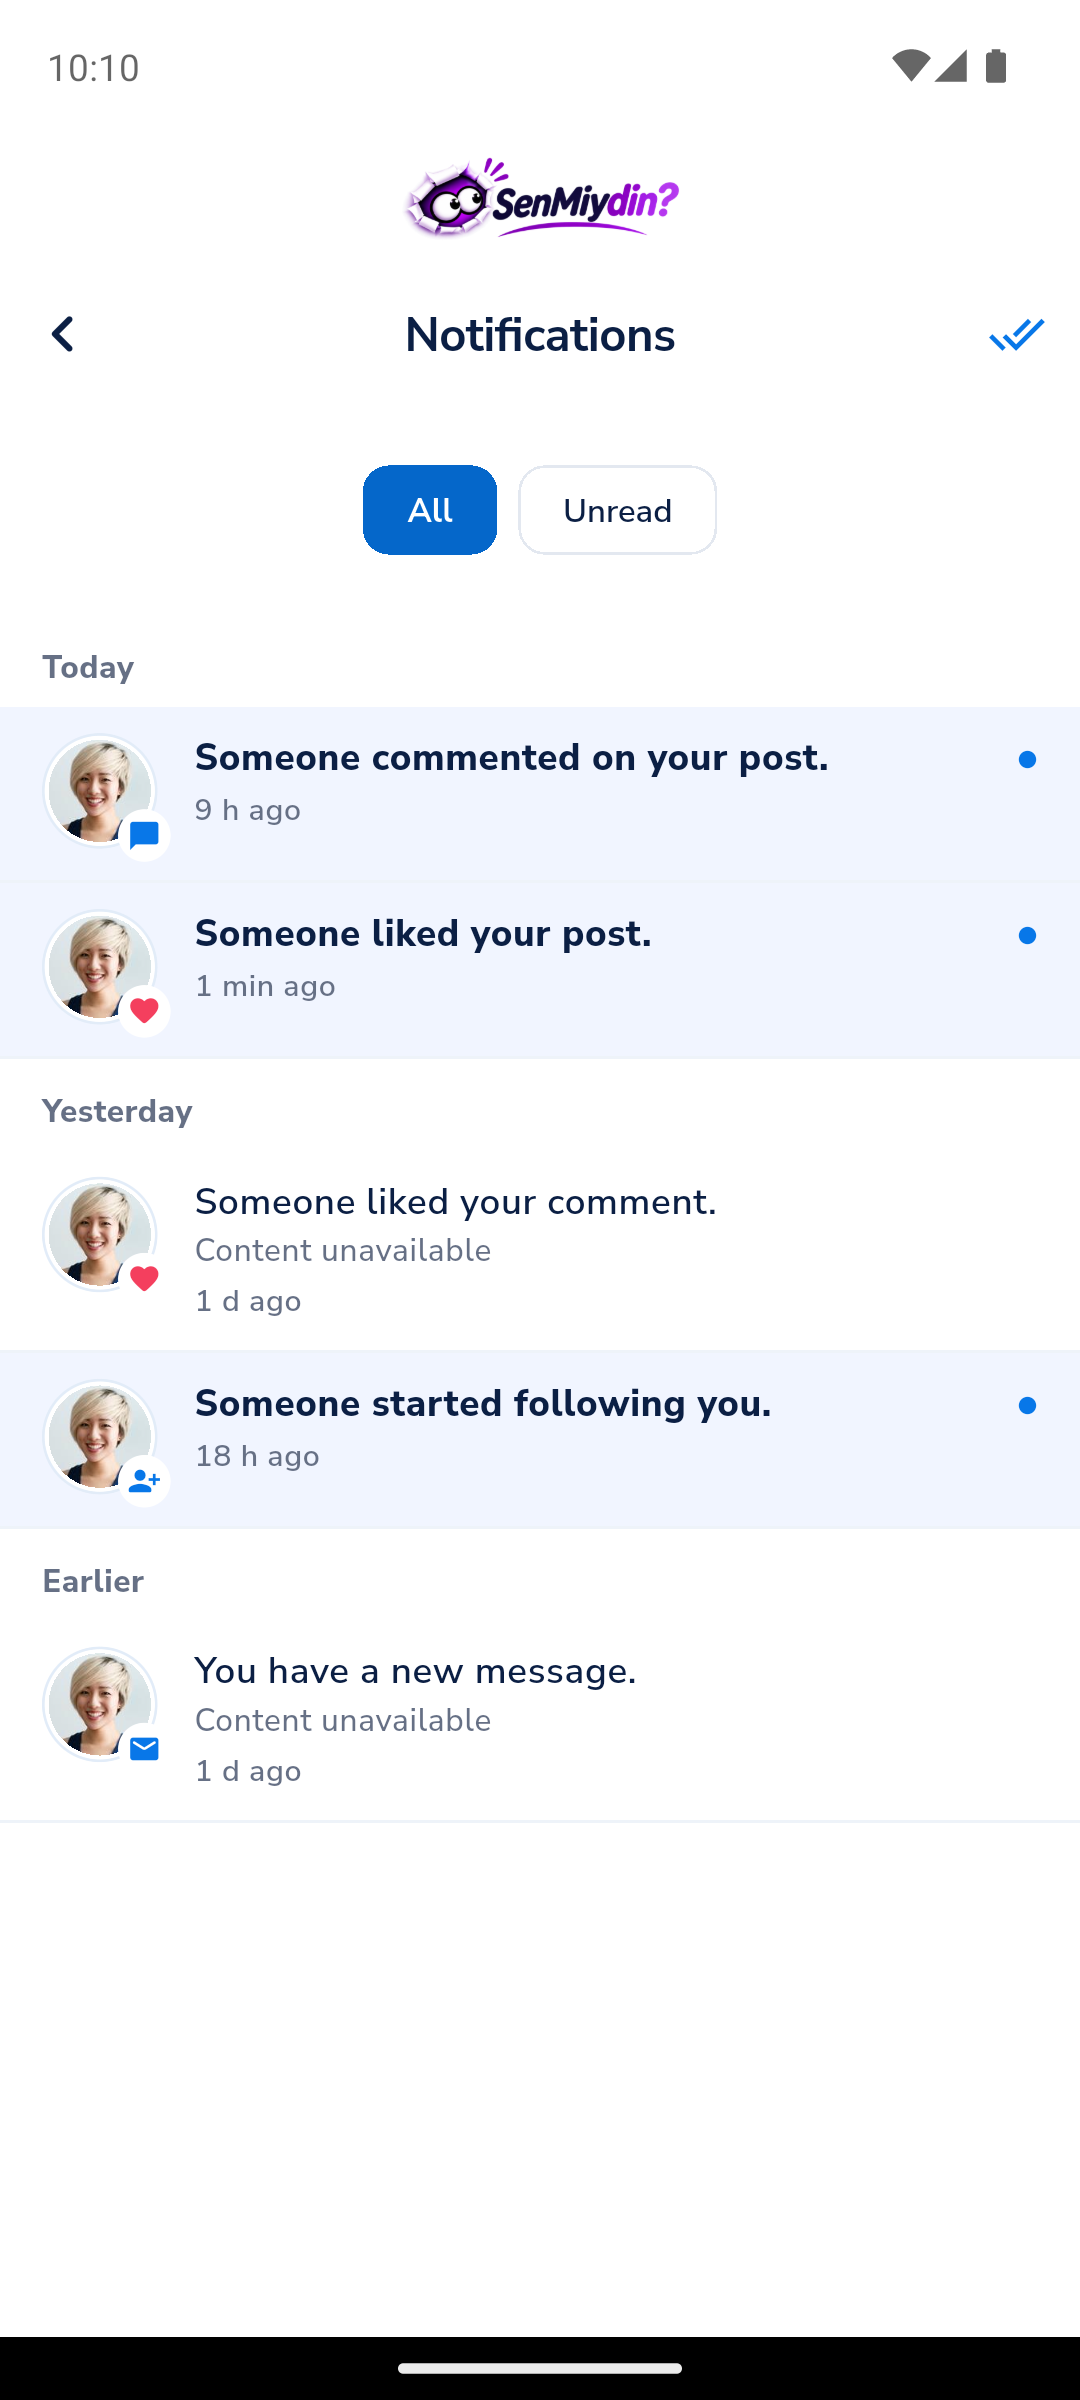 10:10
SenMiydin?
Notifications
All
Unread
Today
Someone commented on your post.
9 h ago
Someone liked your post.
1 min ago
Yesterday
Someone liked your comment.
Content unavailable
1 d ago
Someone started following you.
18 h ago
Earlier
You have a new message.
Content unavailable
1 d ago